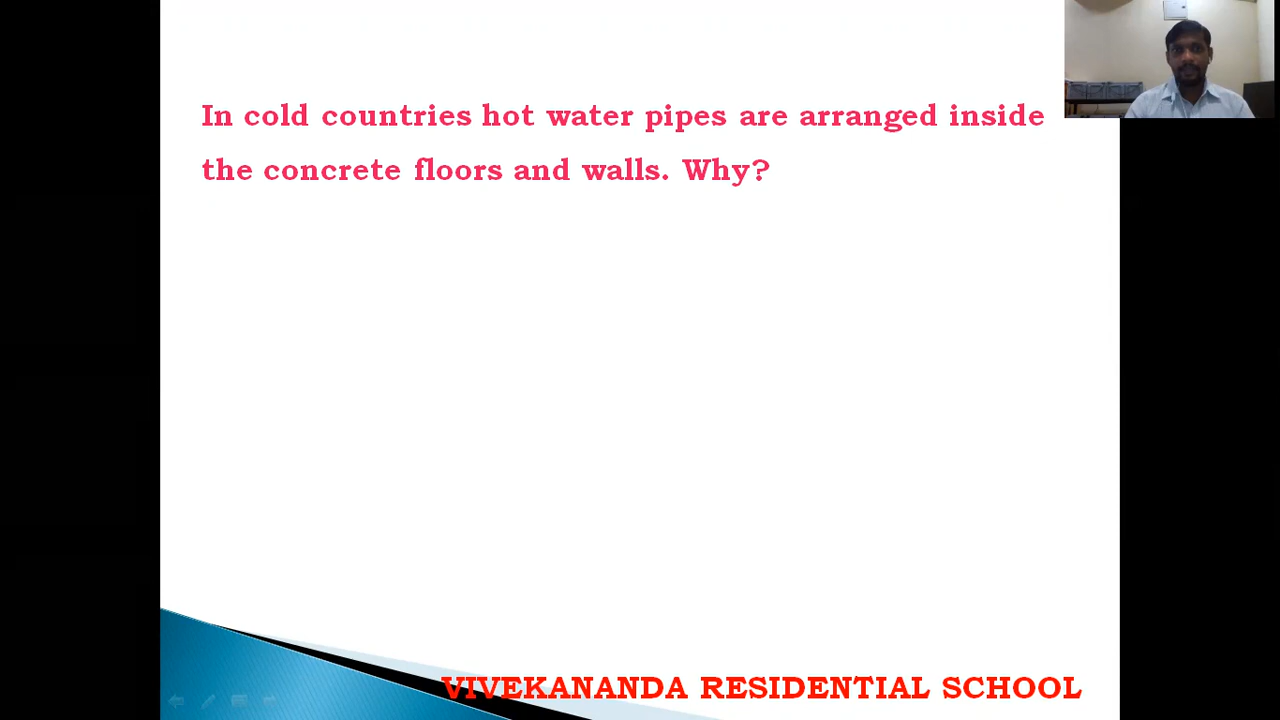 In cold countries hot water pipes are arranged inside
the concrete floors and walls. Why?
VIVEKANANDA RESIDENTIAL SCHOOL